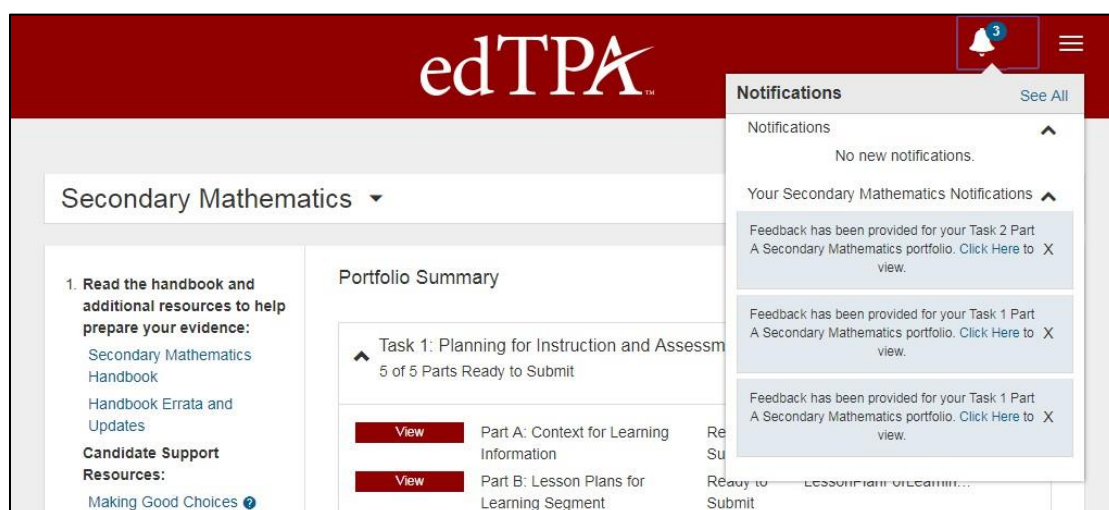 edTPA™
3
Notifications See All
Notifications
No new notifications.
Your Secondary Mathematics Notifications
Feedback has been provided for your Task 2 Part
A Secondary Mathematics portfolio. Click Here to X
view.
Feedback has been provided for your Task 1 Part
A Secondary Mathematics portfolio. Click Here to X
view.
Feedback has been provided for your Task 1 Part
A Secondary Mathematics portfolio. Click Here to X
view.
Secondary Mathematics
1. Read the handbook and
additional resources to help
prepare your evidence:
Secondary Mathematics
Handbook
Handbook Errata and
Updates
Candidate Support
Resources:
Making Good Choices ?
Portfolio Summary
Task 1: Planning for Instruction and Assessm
5 of 5 Parts Ready to Submit
View Part A: Context for Learning Re
Information Su
View Part B: Lesson Plans for Ready to
Learning Segment Submit